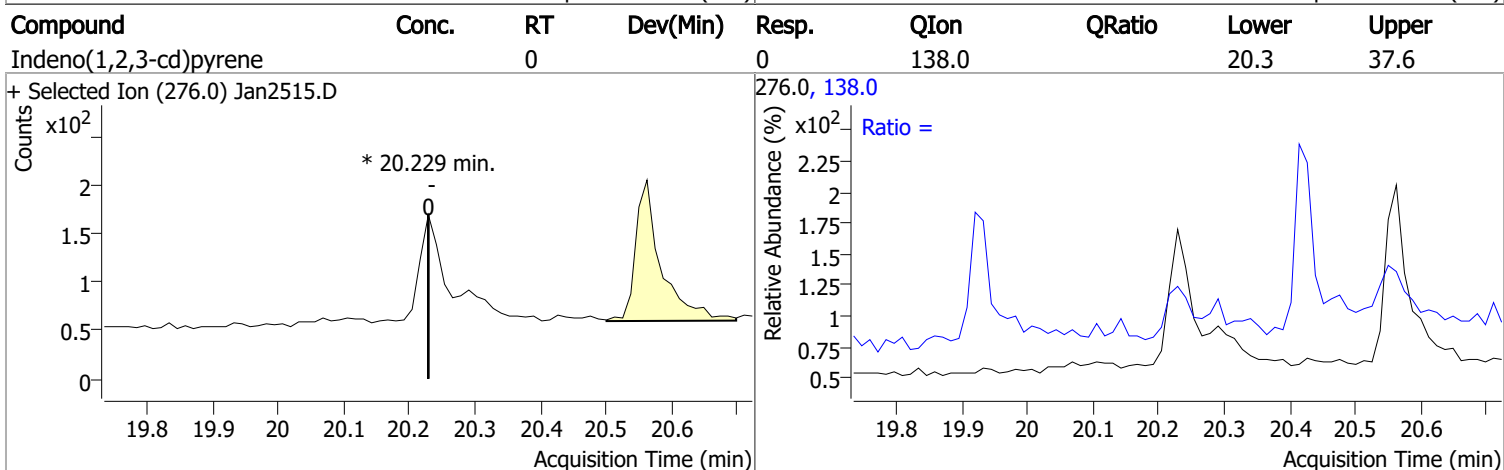 Compound Conc. RT Dev(Min) Resp. QIon QRatio Lower Upper
Indeno(1,2,3-cd)pyrene 0 0 138.0 20.3 37.6
+ Selected Ion (276.0) Jan2515.D
Counts
x10²
2
1.5
1
0.5
0
* 20.229 min.
-
0
19.8 19.9 20 20.1 20.2 20.3 20.4 20.5 20.6
Acquisition Time (min)
276.0, 138.0
Relative Abundance (%)
x10²
Ratio =
2.25
2
1.75
1.5
1.25
1
0.75
0.5
19.8 19.9 20 20.1 20.2 20.3 20.4 20.5 20.6
Acquisition Time (min)